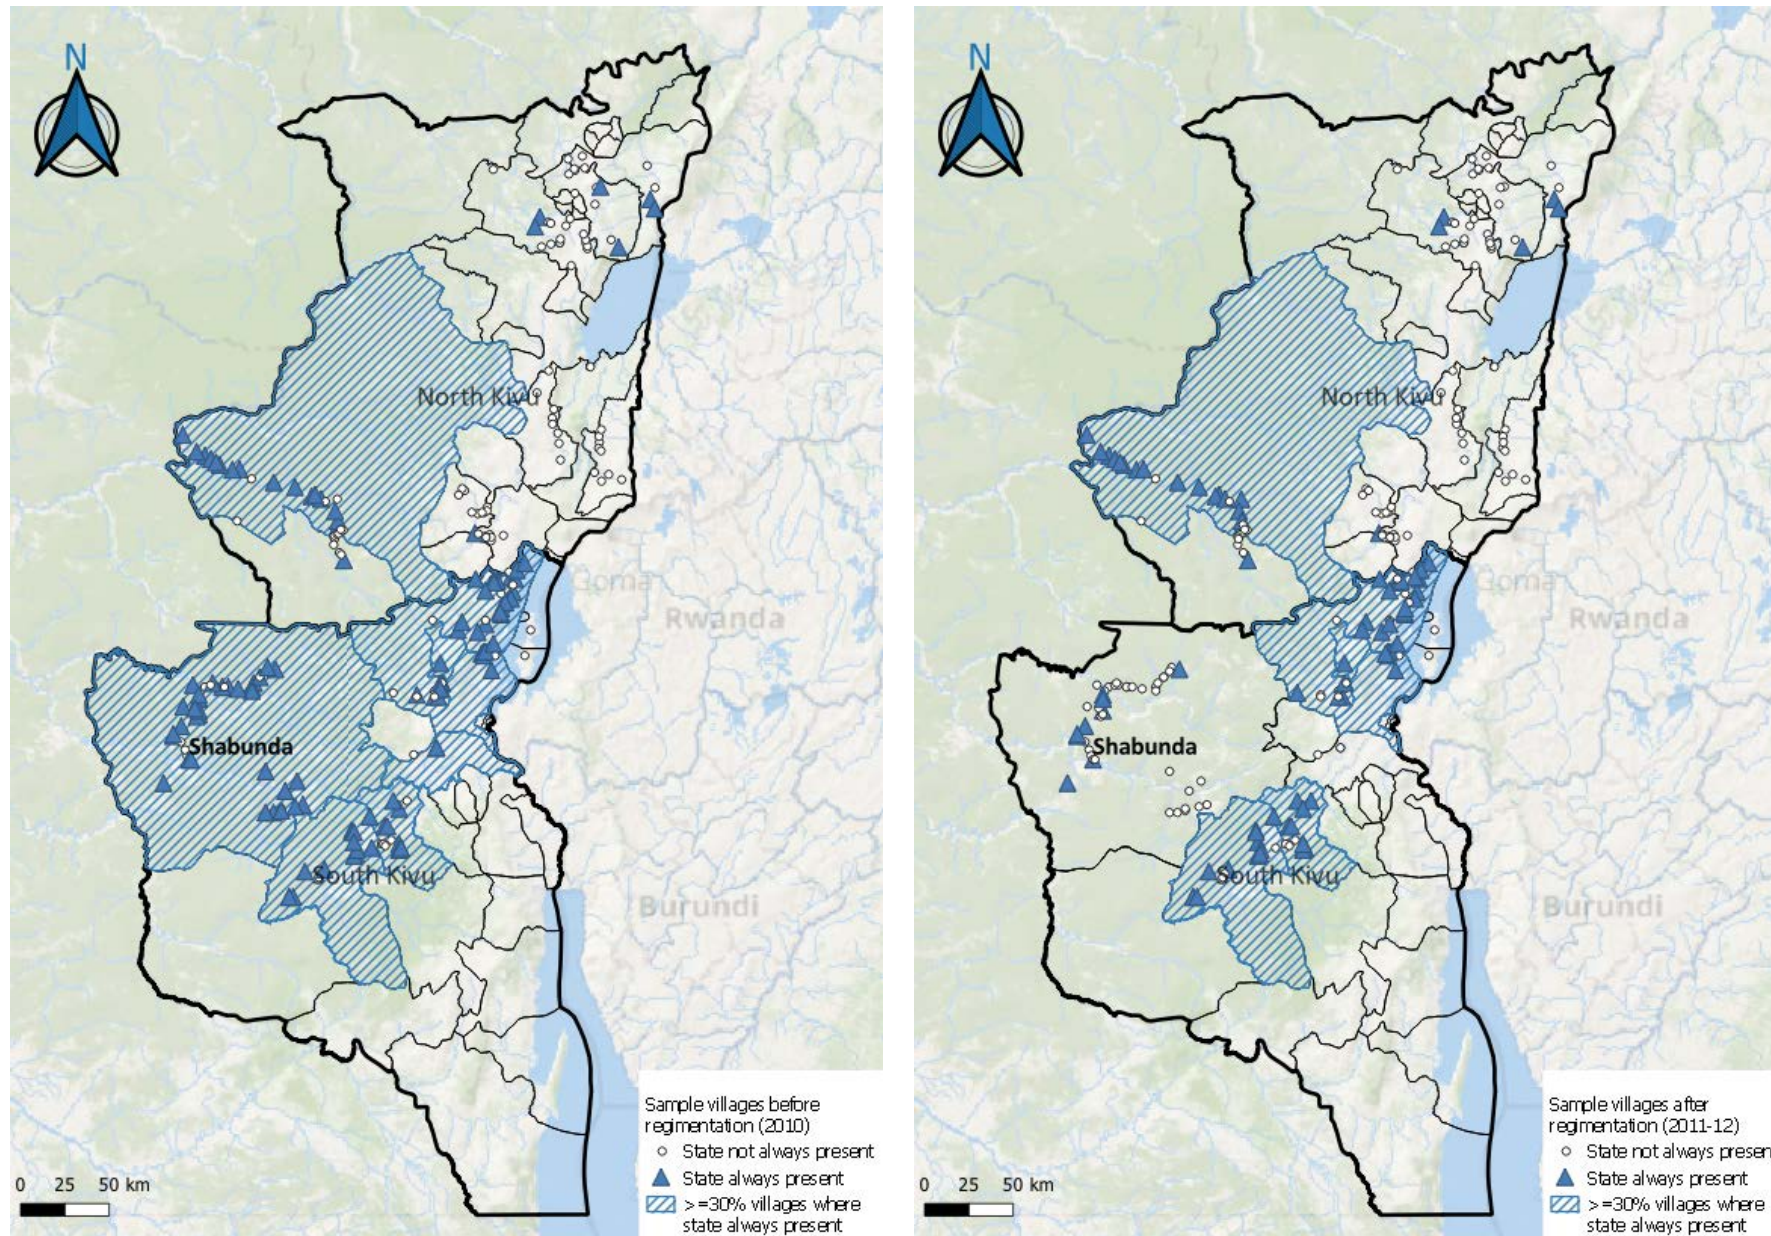 N
North Kivu
Goma
Rwanda
Shabunda
South Kivu
Burundi
Sample villages before
regimentation (2010)
State not always present
State always present
>=30% villages where
state always present
0 25 50 km
N
North Kivu
Goma
Rwanda
Shabunda
South Kivu
Burundi
Sample villages after
regimentation (2011-12)
State not always present
State always present
>=30% villages where
state always present
0 25 50 km